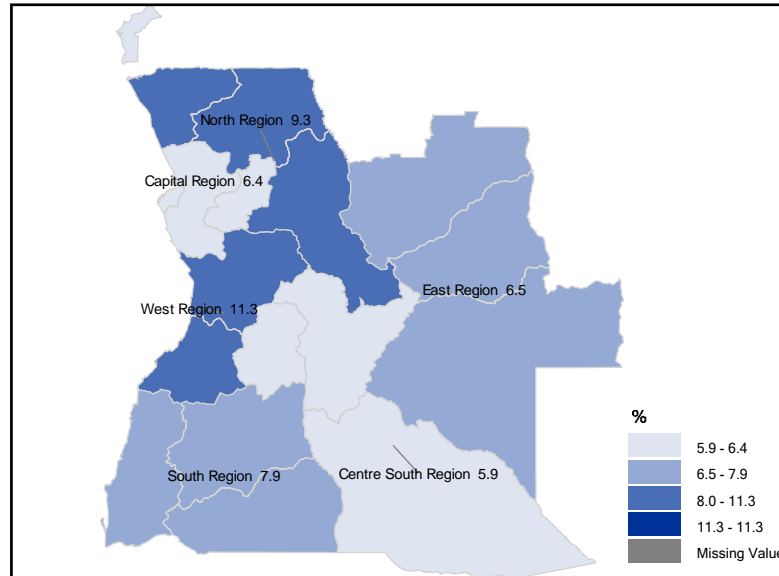 North Region 9.3
Capital Region 6.4
East Region 6.5
West Region 11.3
South Region 7.9
Centre South Region 5.9
%
5.9 - 6.4
6.5 - 7.9
8.0 - 11.3
11.3 - 11.3
Missing Value